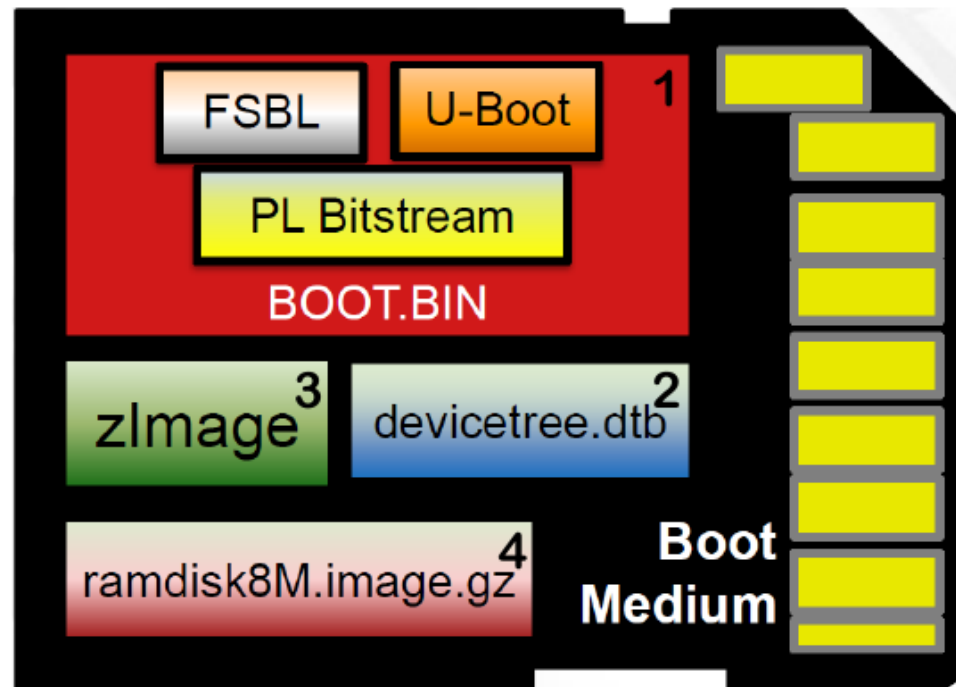 FSBL
U-Boot
1
PL Bitstream
BOOT.BIN
zImage
3
devicetree.dtb
2
ramdisk8M.image.gz
4
Boot
Medium